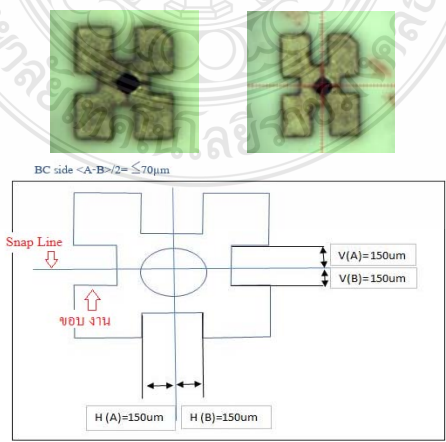 BC side <A-B>/2= ≤70μm
Snap Line
V(A)=150um
V(B)=150um
ขอบ งาน
H (A)=150um
H (B)=150um